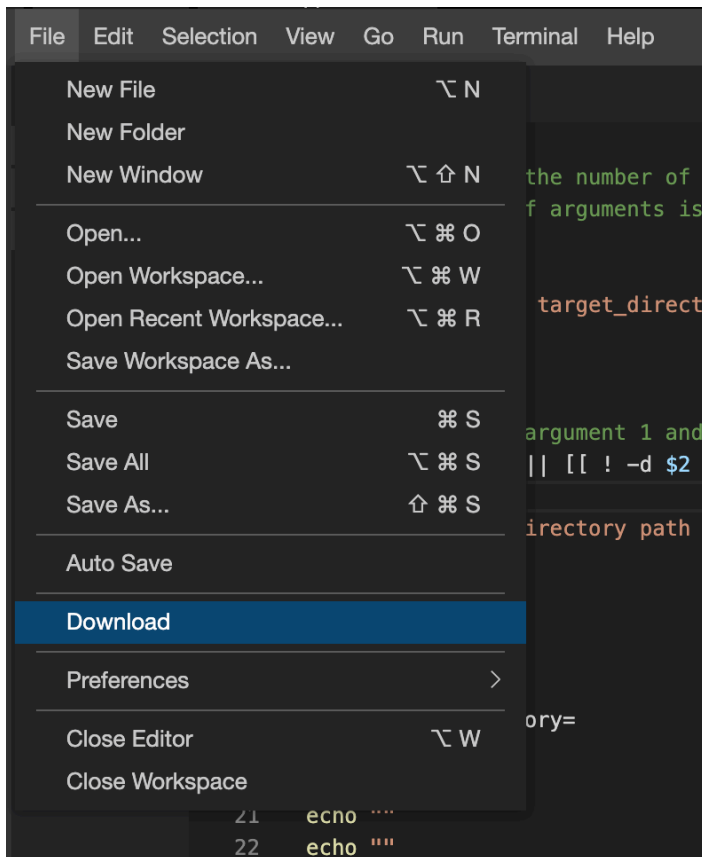 File Edit Selection View Go Run Terminal Help
New File ⌥ N
New Folder
New Window ⌥ ⇧ N
Open... ⌥ ⌘ O
Open Workspace... ⌥ ⌘ W
Open Recent Workspace... ⌥ ⌘ R
Save Workspace As...
Save ⌘ S
Save All ⌥ ⌘ S
Save As... ⇧ ⌘ S
Auto Save
Download
Preferences >
Close Editor ⌥ W
Close Workspace
the number of
f arguments is
target_direct
argument 1 and
|| [[ ! -d $2
irectory path
ory=
21 echo ""
22 echo ""